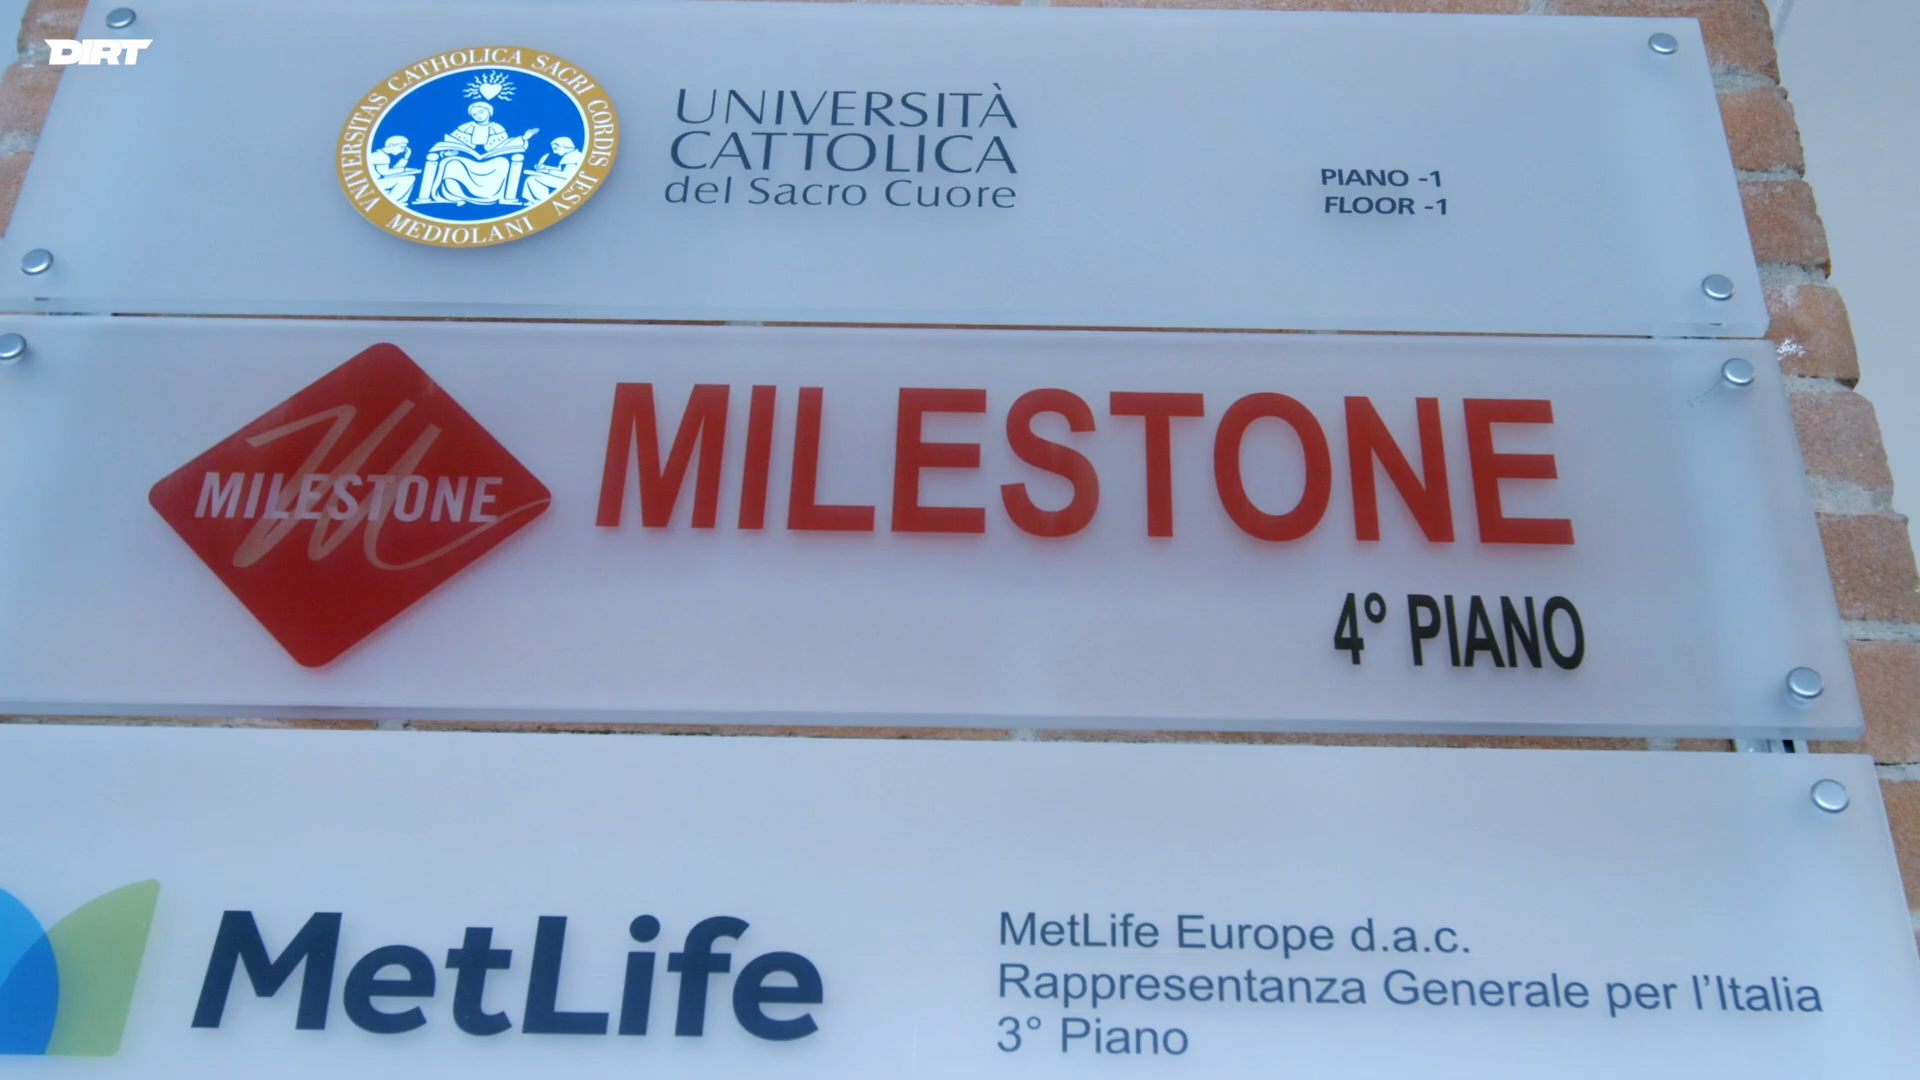 DIRT
UNIVERSITAS CATHOLICA SACRI CORDIS JESV
MEDIOLANI
UNIVERSITÀ
CATTOLICA
del Sacro Cuore
PIANO -1
FLOOR -1
MILESTONE
MILESTONE
4° PIANO
MetLife
MetLife Europe d.a.c.
Rappresentanza Generale per l'Italia
3° Piano